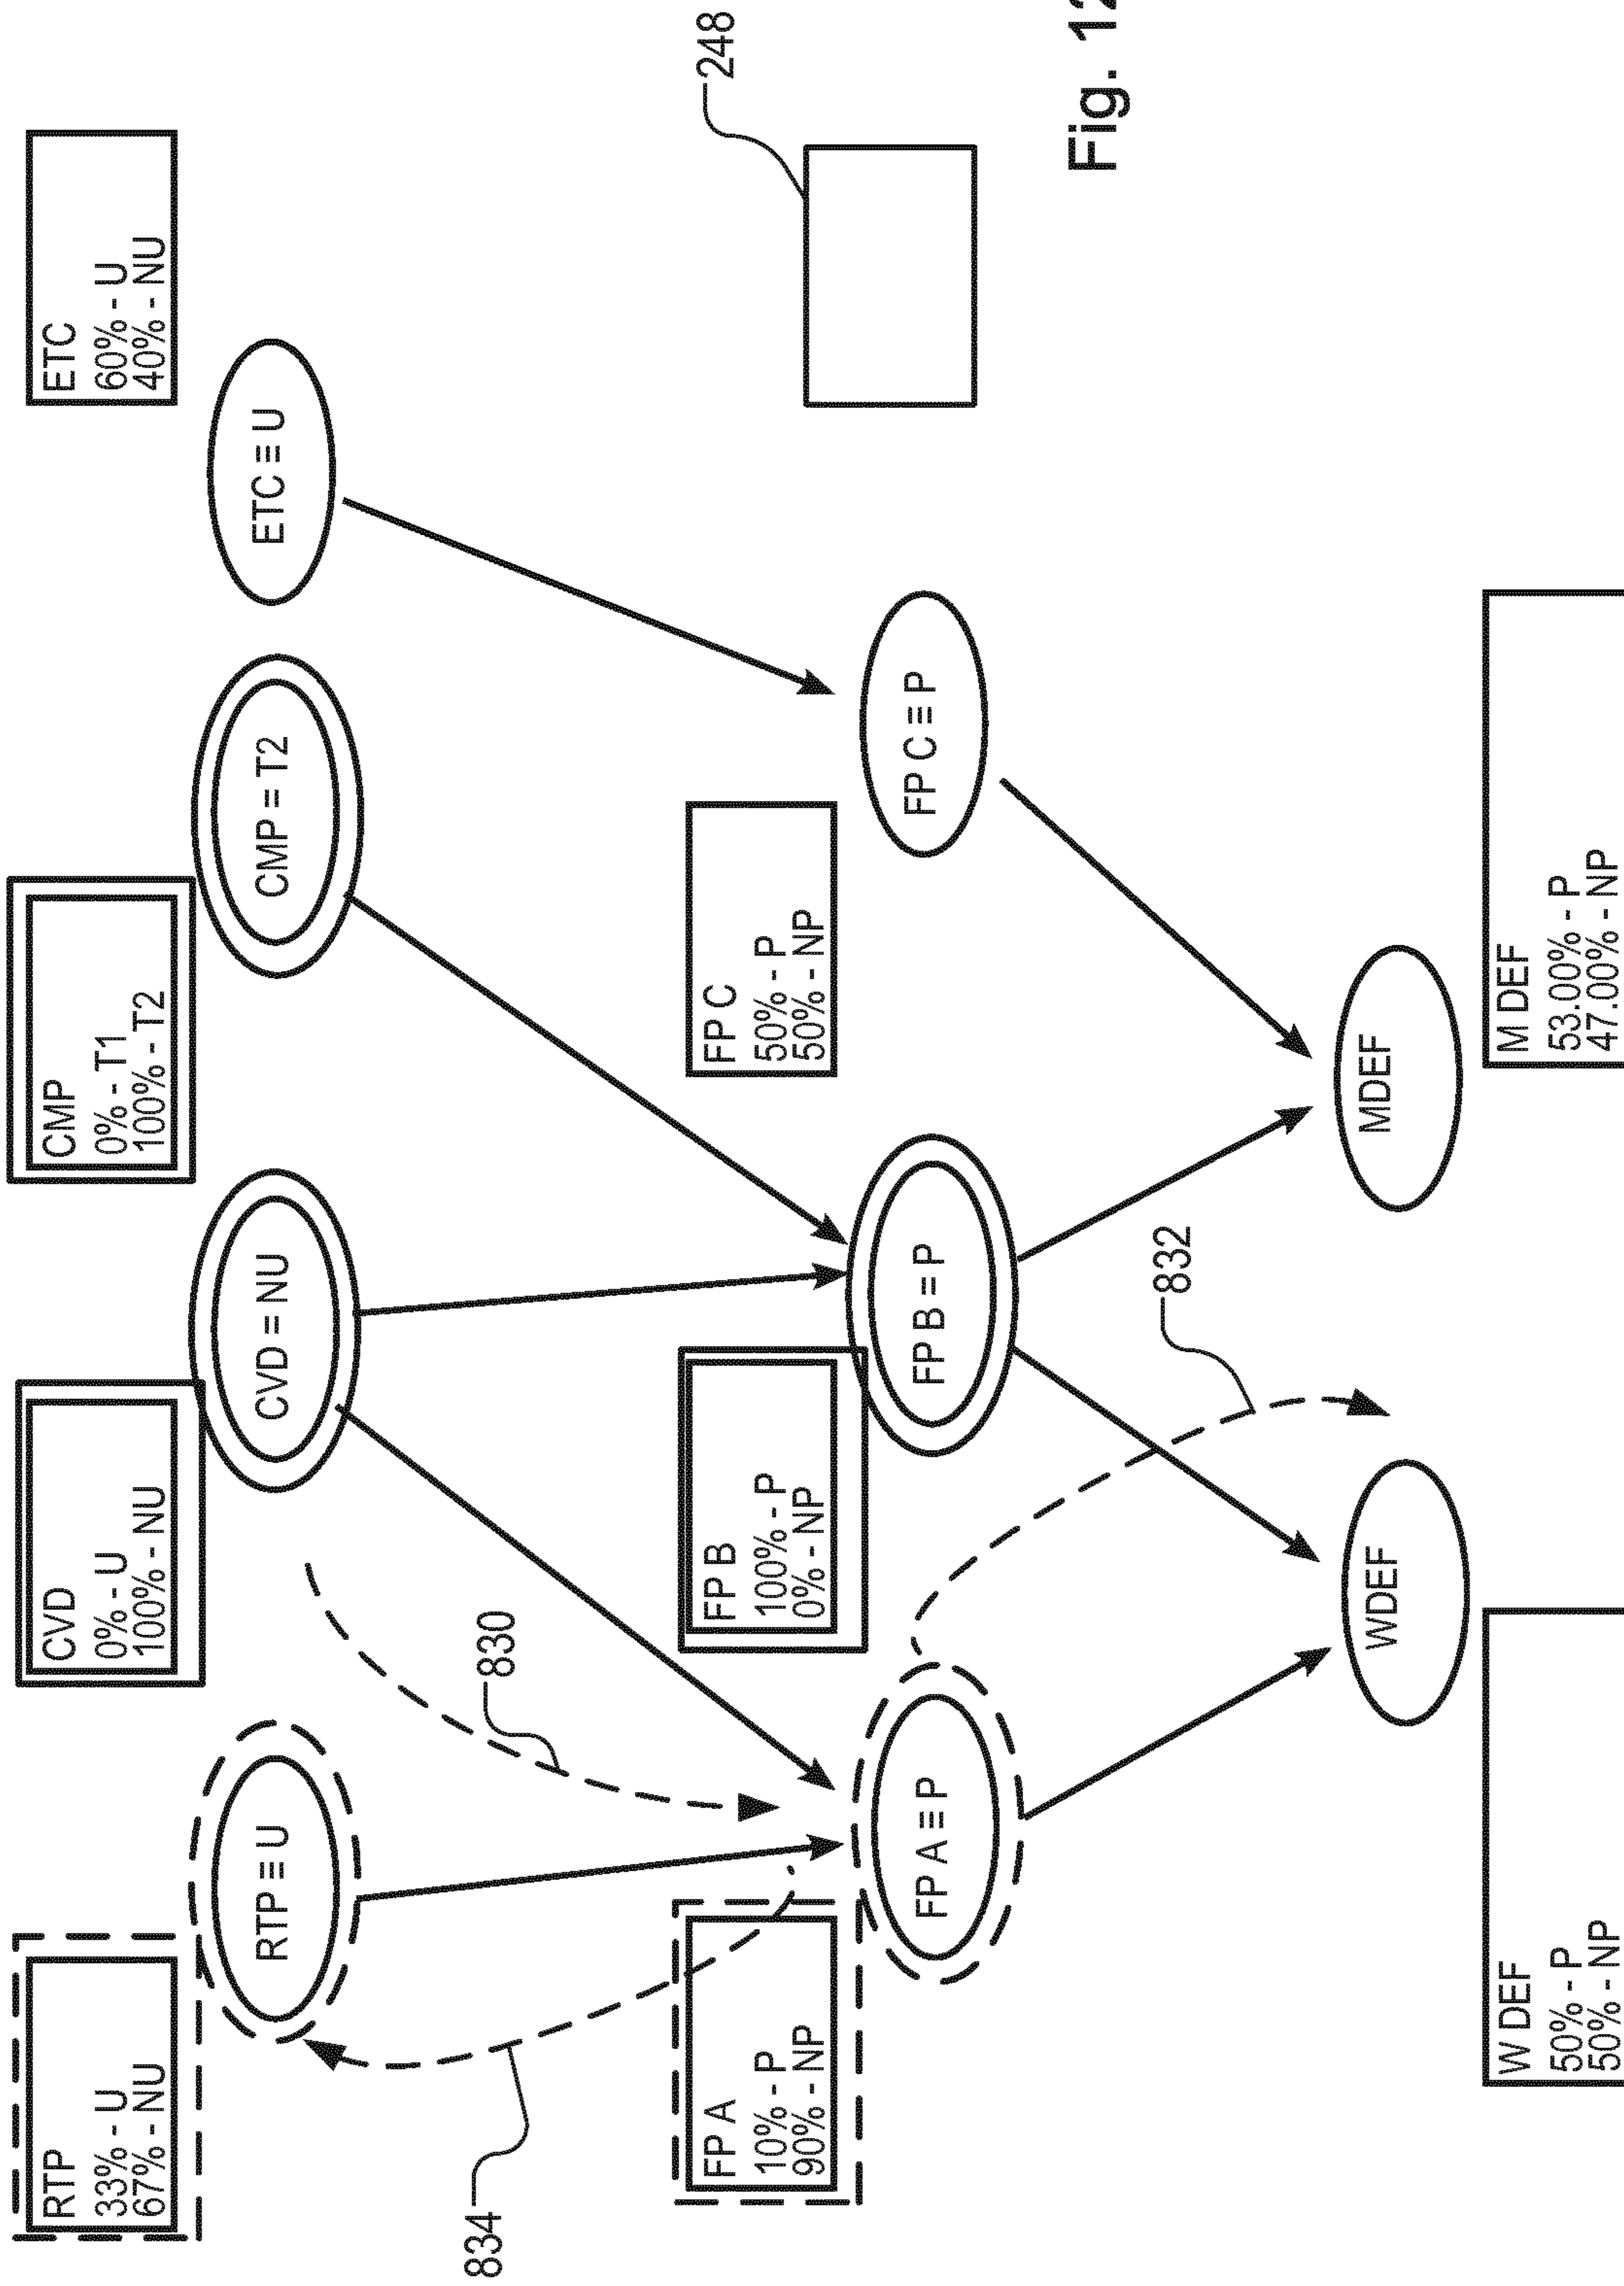 RTP
33% - U
67% - NU
CVD
0% - U
100% - NU
CMP
0% - T1
100% - T2
ETC
60% - U
40% - NU
RTP ≡ U
CVD = NU
CMP = T2
ETC ≡ U
834
830
FP A
10% - P
90% - NP
FP B
100% - P
0% - NP
FP C
50% - P
50% - NP
248
FP A ≡ P
FP B = P
FP C ≡ P
832
Fig. 12
WDEF
MDEF
W DEF
50% - P
50% - NP
M DEF
53.00% - P
47.00% - NP